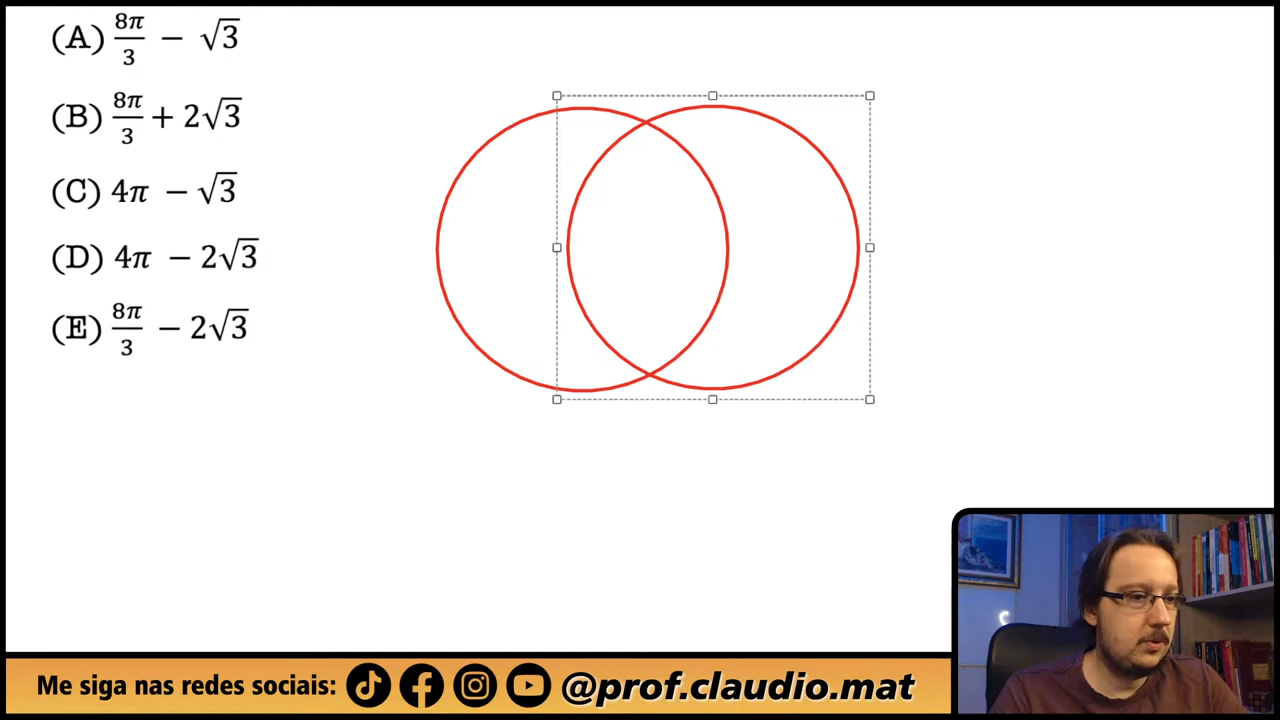 (A) 8π/3 − √3
(B) 8π/3 + 2√3
(C) 4π − √3
(D) 4π − 2√3
(E) 8π/3 − 2√3
Me siga nas redes sociais: @prof.claudio.mat